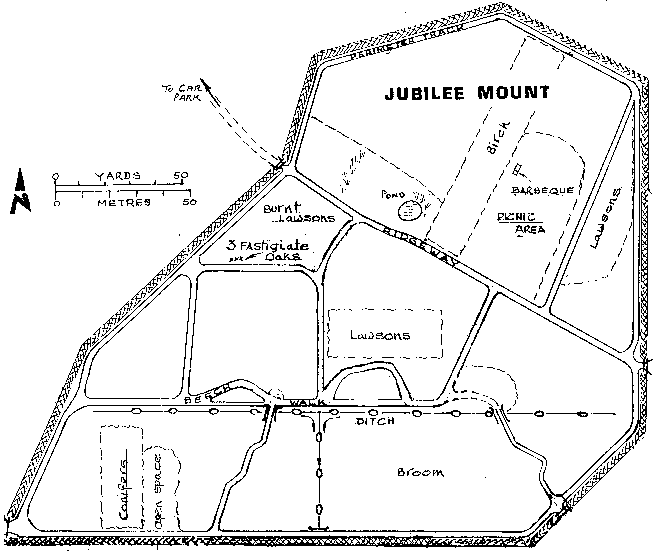 PERIMETER TRACK
TO CAR
PARK
JUBILEE MOUNT
Birch
0 YARDS 50
0 METRES 50
N
BARBEQUE
POND
Burnt
Lawsons
PICNIC
AREA
Lawsons
RIDGEWAY
3 FASTIGIATE
Oaks
Lawsons
BEECH WALK
DITCH
Conifers
open space
Broom